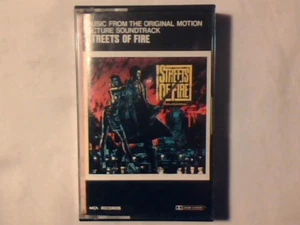 MUSIC FROM THE ORIGINAL MOTION
PICTURE SOUNDTRACK
STREETS OF FIRE
STREETS
OF FIRE
MCA RECORDS